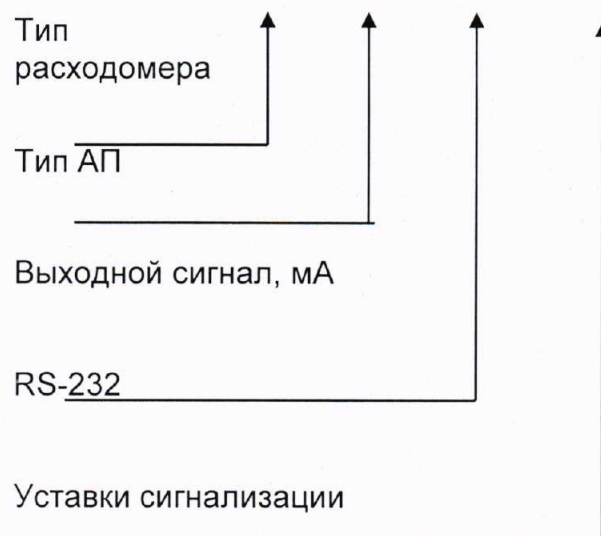 Тип
расходомера
Тип АП
Выходной сигнал, мА
RS-232
Уставки сигнализации